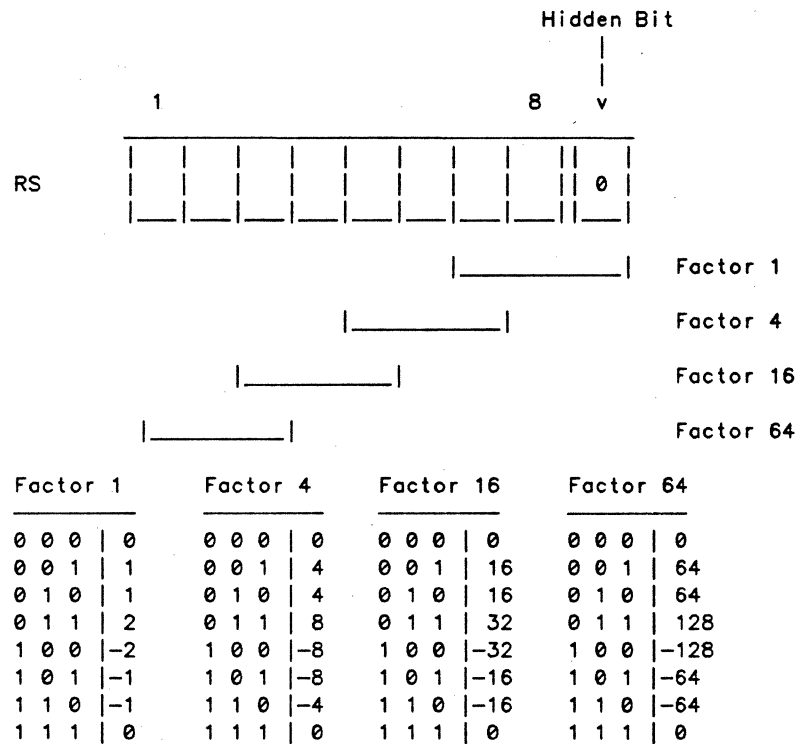 Hidden Bit
1 8 v
RS 0
Factor 1
Factor 4
Factor 16
Factor 64
Factor 1 Factor 4 Factor 16 Factor 64
0 0 0 | 0 0 0 0 | 0 0 0 0 | 0 0 0 0 | 0
0 0 1 | 1 0 0 1 | 4 0 0 1 | 16 0 0 1 | 64
0 1 0 | 1 0 1 0 | 4 0 1 0 | 16 0 1 0 | 64
0 1 1 | 2 0 1 1 | 8 0 1 1 | 32 0 1 1 | 128
1 0 0 |-2 1 0 0 |-8 1 0 0 |-32 1 0 0 |-128
1 0 1 |-1 1 0 1 |-8 1 0 1 |-16 1 0 1 |-64
1 1 0 |-1 1 1 0 |-4 1 1 0 |-16 1 1 0 |-64
1 1 1 | 0 1 1 1 | 0 1 1 1 | 0 1 1 1 | 0